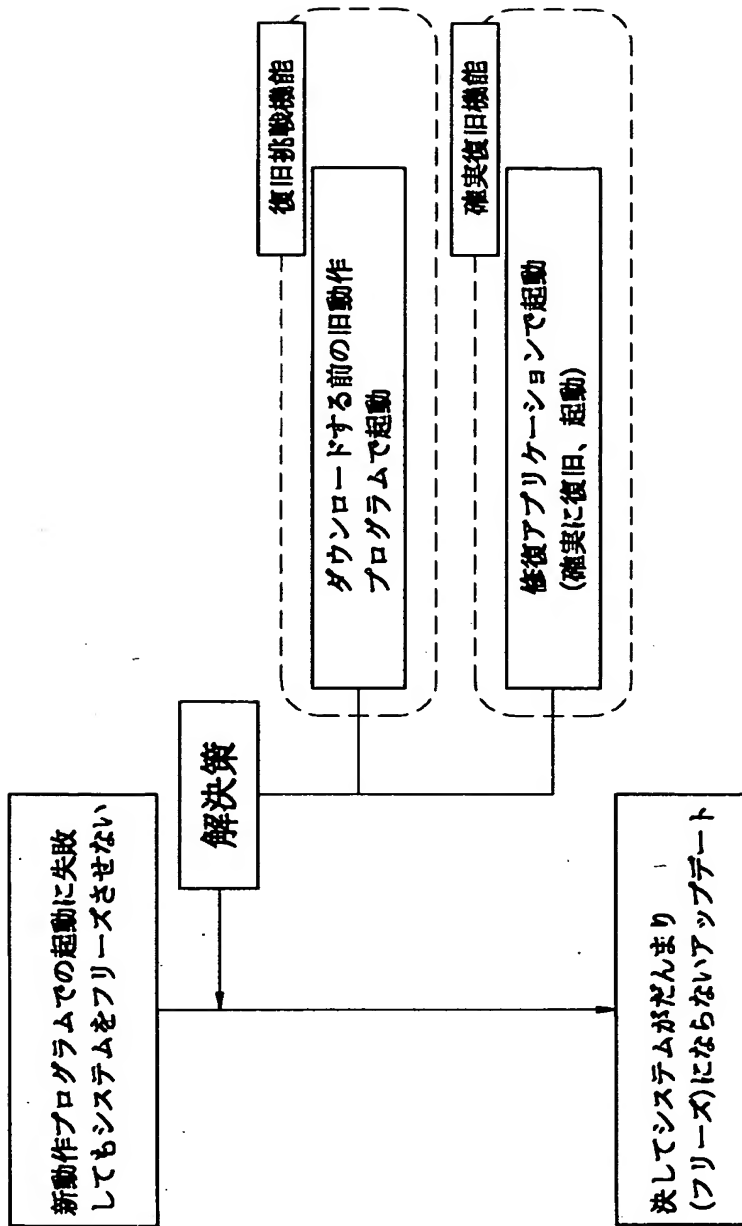 新動作プログラムでの起動に失敗
してもシステムをフリーズさせない
解決策
復旧挑戦機能
ダウンロードする前の旧動作
プログラムで起動
確実復旧機能
修復アプリケーションで起動
(確実に復旧、起動)
決してシステムがだんまり
(フリーズ)にならないアップデート